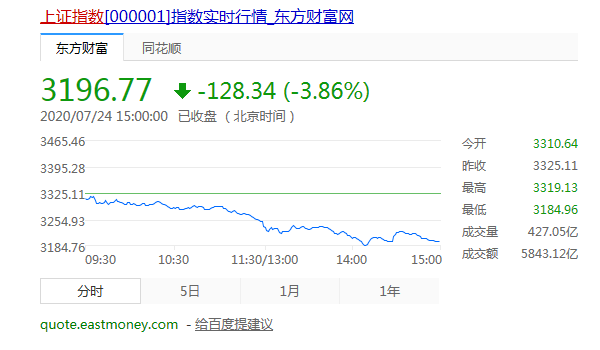 上证指数[000001]指数实时行情_东方财富网
东方财富 同花顺
3196.77 -128.34 (-3.86%)
2020/07/24 15:00:00 已收盘 （北京时间）
3465.46
3395.28
3325.11
3254.93
3184.76
09:30 10:30 11:30/13:00 14:00 15:00
今开 3310.64
昨收 3325.11
最高 3319.13
最低 3184.96
成交量 427.05亿
成交额 5843.12亿
分时 5日 1月 1年
quote.eastmoney.com - 给百度提建议